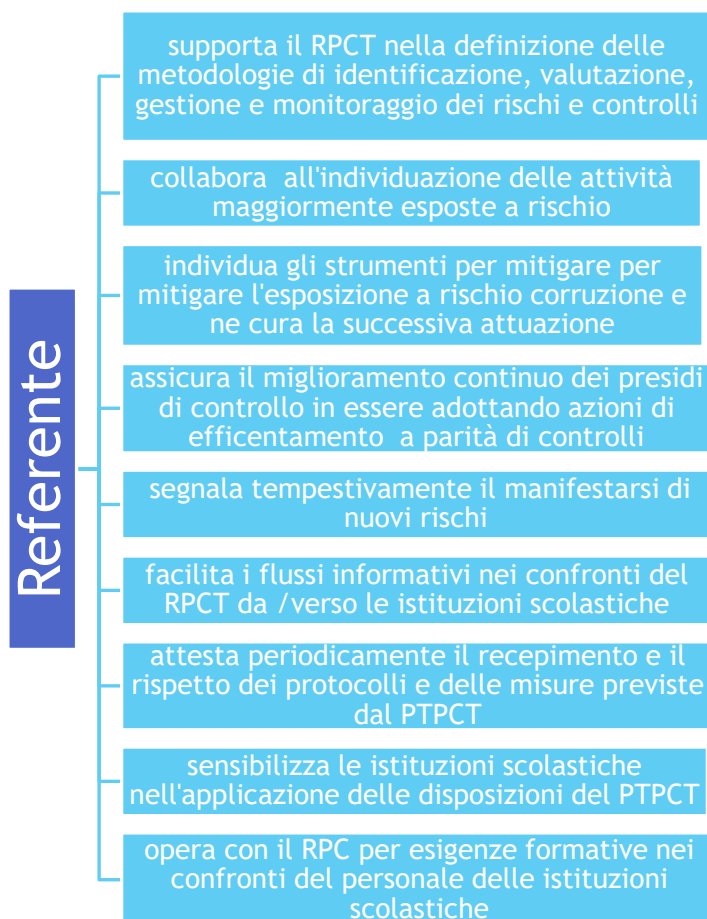 Referente
supporta il RPCT nella definizione delle
metodologie di identificazione, valutazione,
gestione e monitoraggio dei rischi e controlli
collabora  all'individuazione delle attività
maggiormente esposte a rischio
individua gli strumenti per mitigare per
mitigare l'esposizione a rischio corruzione e
ne cura la successiva attuazione
assicura il miglioramento continuo dei presidi
di controllo in essere adottando azioni di
efficentamento  a parità di controlli
segnala tempestivamente il manifestarsi di
nuovi rischi
facilita i flussi informativi nei confronti del
RPCT da /verso le istituzioni scolastiche
attesta periodicamente il recepimento e il
rispetto dei protocolli e delle misure previste
dal PTPCT
sensibilizza le istituzioni scolastiche
nell'applicazione delle disposizioni del PTPCT
opera con il RPC per esigenze formative nei
confronti del personale delle istituzioni
scolastiche